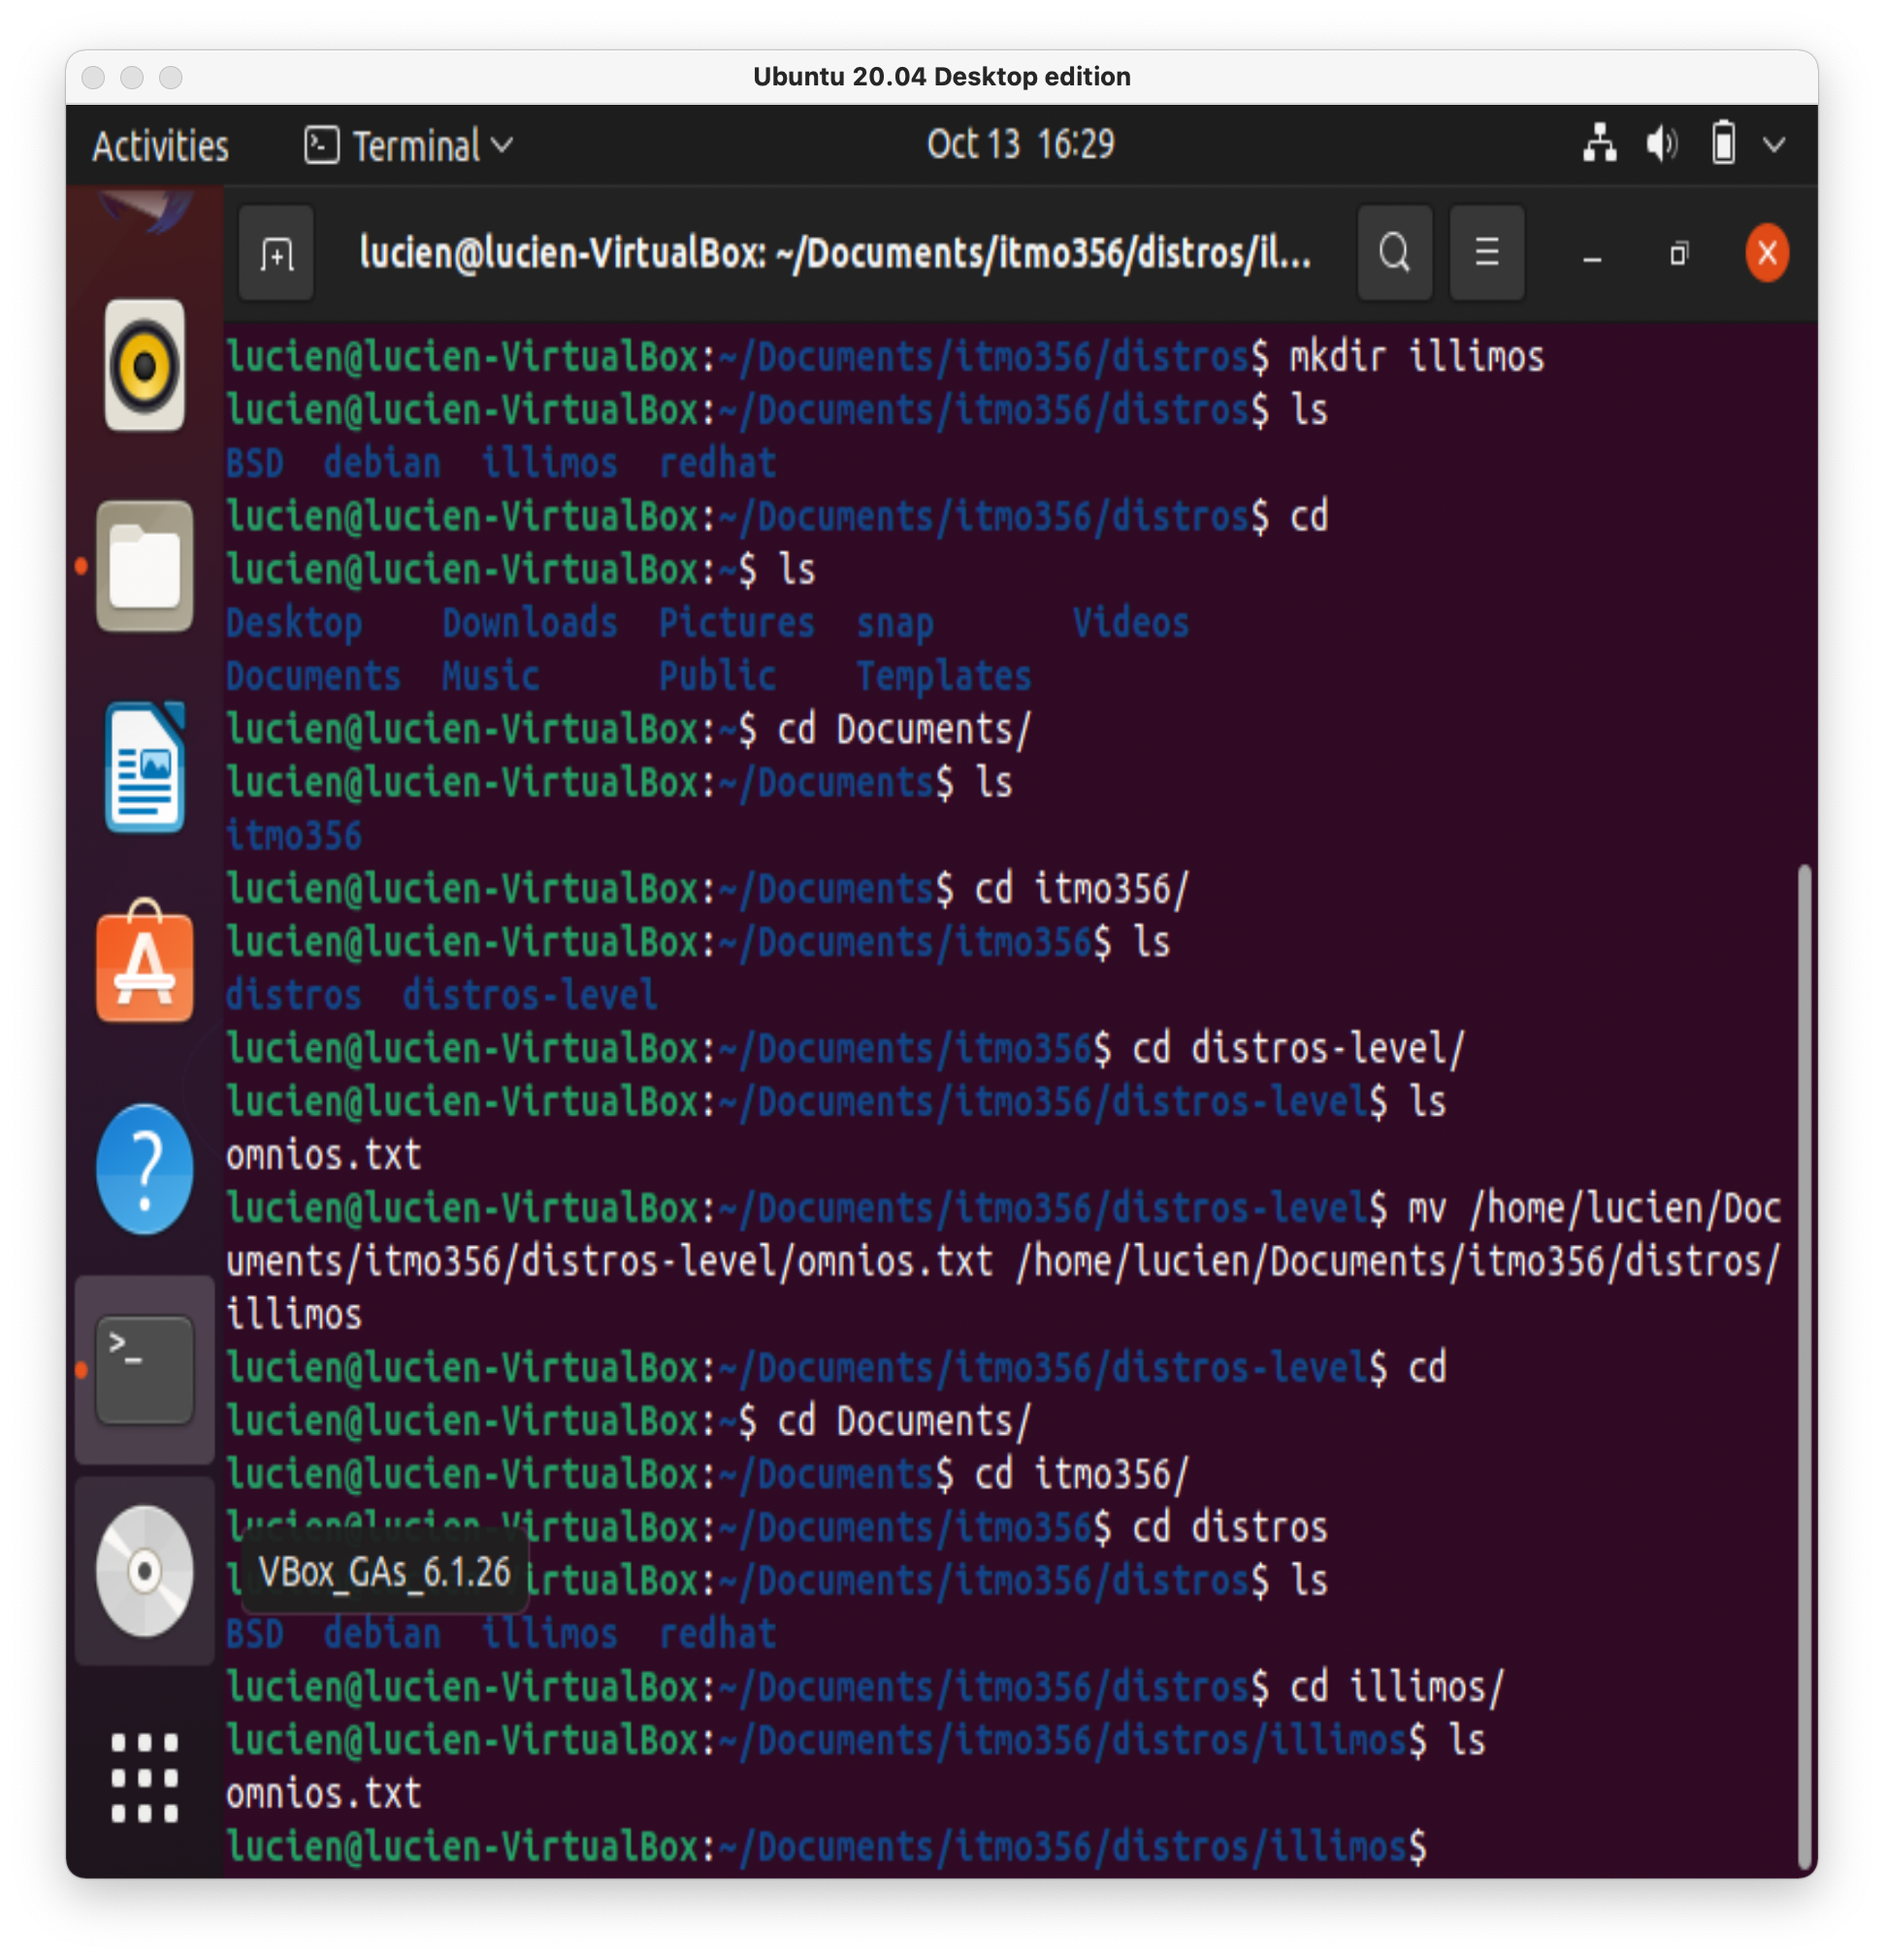 Ubuntu 20.04 Desktop edition
Activities Terminal Oct 13 16:29
lucien@lucien-VirtualBox: ~/Documents/itmo356/distros/il...
lucien@lucien-VirtualBox:~/Documents/itmo356/distros$ mkdir illimos
lucien@lucien-VirtualBox:~/Documents/itmo356/distros$ ls
BSD debian illimos redhat
lucien@lucien-VirtualBox:~/Documents/itmo356/distros$ cd
lucien@lucien-VirtualBox:~$ ls
Desktop Downloads Pictures snap Videos
Documents Music Public Templates
lucien@lucien-VirtualBox:~$ cd Documents/
lucien@lucien-VirtualBox:~/Documents$ ls
itmo356
lucien@lucien-VirtualBox:~/Documents$ cd itmo356/
lucien@lucien-VirtualBox:~/Documents/itmo356$ ls
distros distros-level
lucien@lucien-VirtualBox:~/Documents/itmo356$ cd distros-level/
lucien@lucien-VirtualBox:~/Documents/itmo356/distros-level$ ls
omnios.txt
lucien@lucien-VirtualBox:~/Documents/itmo356/distros-level$ mv /home/lucien/Doc
uments/itmo356/distros-level/omnios.txt /home/lucien/Documents/itmo356/distros/
illimos
lucien@lucien-VirtualBox:~/Documents/itmo356/distros-level$ cd
lucien@lucien-VirtualBox:~$ cd Documents/
lucien@lucien-VirtualBox:~/Documents$ cd itmo356/
lucien@lucien-VirtualBox:~/Documents/itmo356$ cd distros
VBox_GAs_6.1.26
irtualBox:~/Documents/itmo356/distros$ ls
BSD debian illimos redhat
lucien@lucien-VirtualBox:~/Documents/itmo356/distros$ cd illimos/
lucien@lucien-VirtualBox:~/Documents/itmo356/distros/illimos$ ls
omnios.txt
lucien@lucien-VirtualBox:~/Documents/itmo356/distros/illimos$